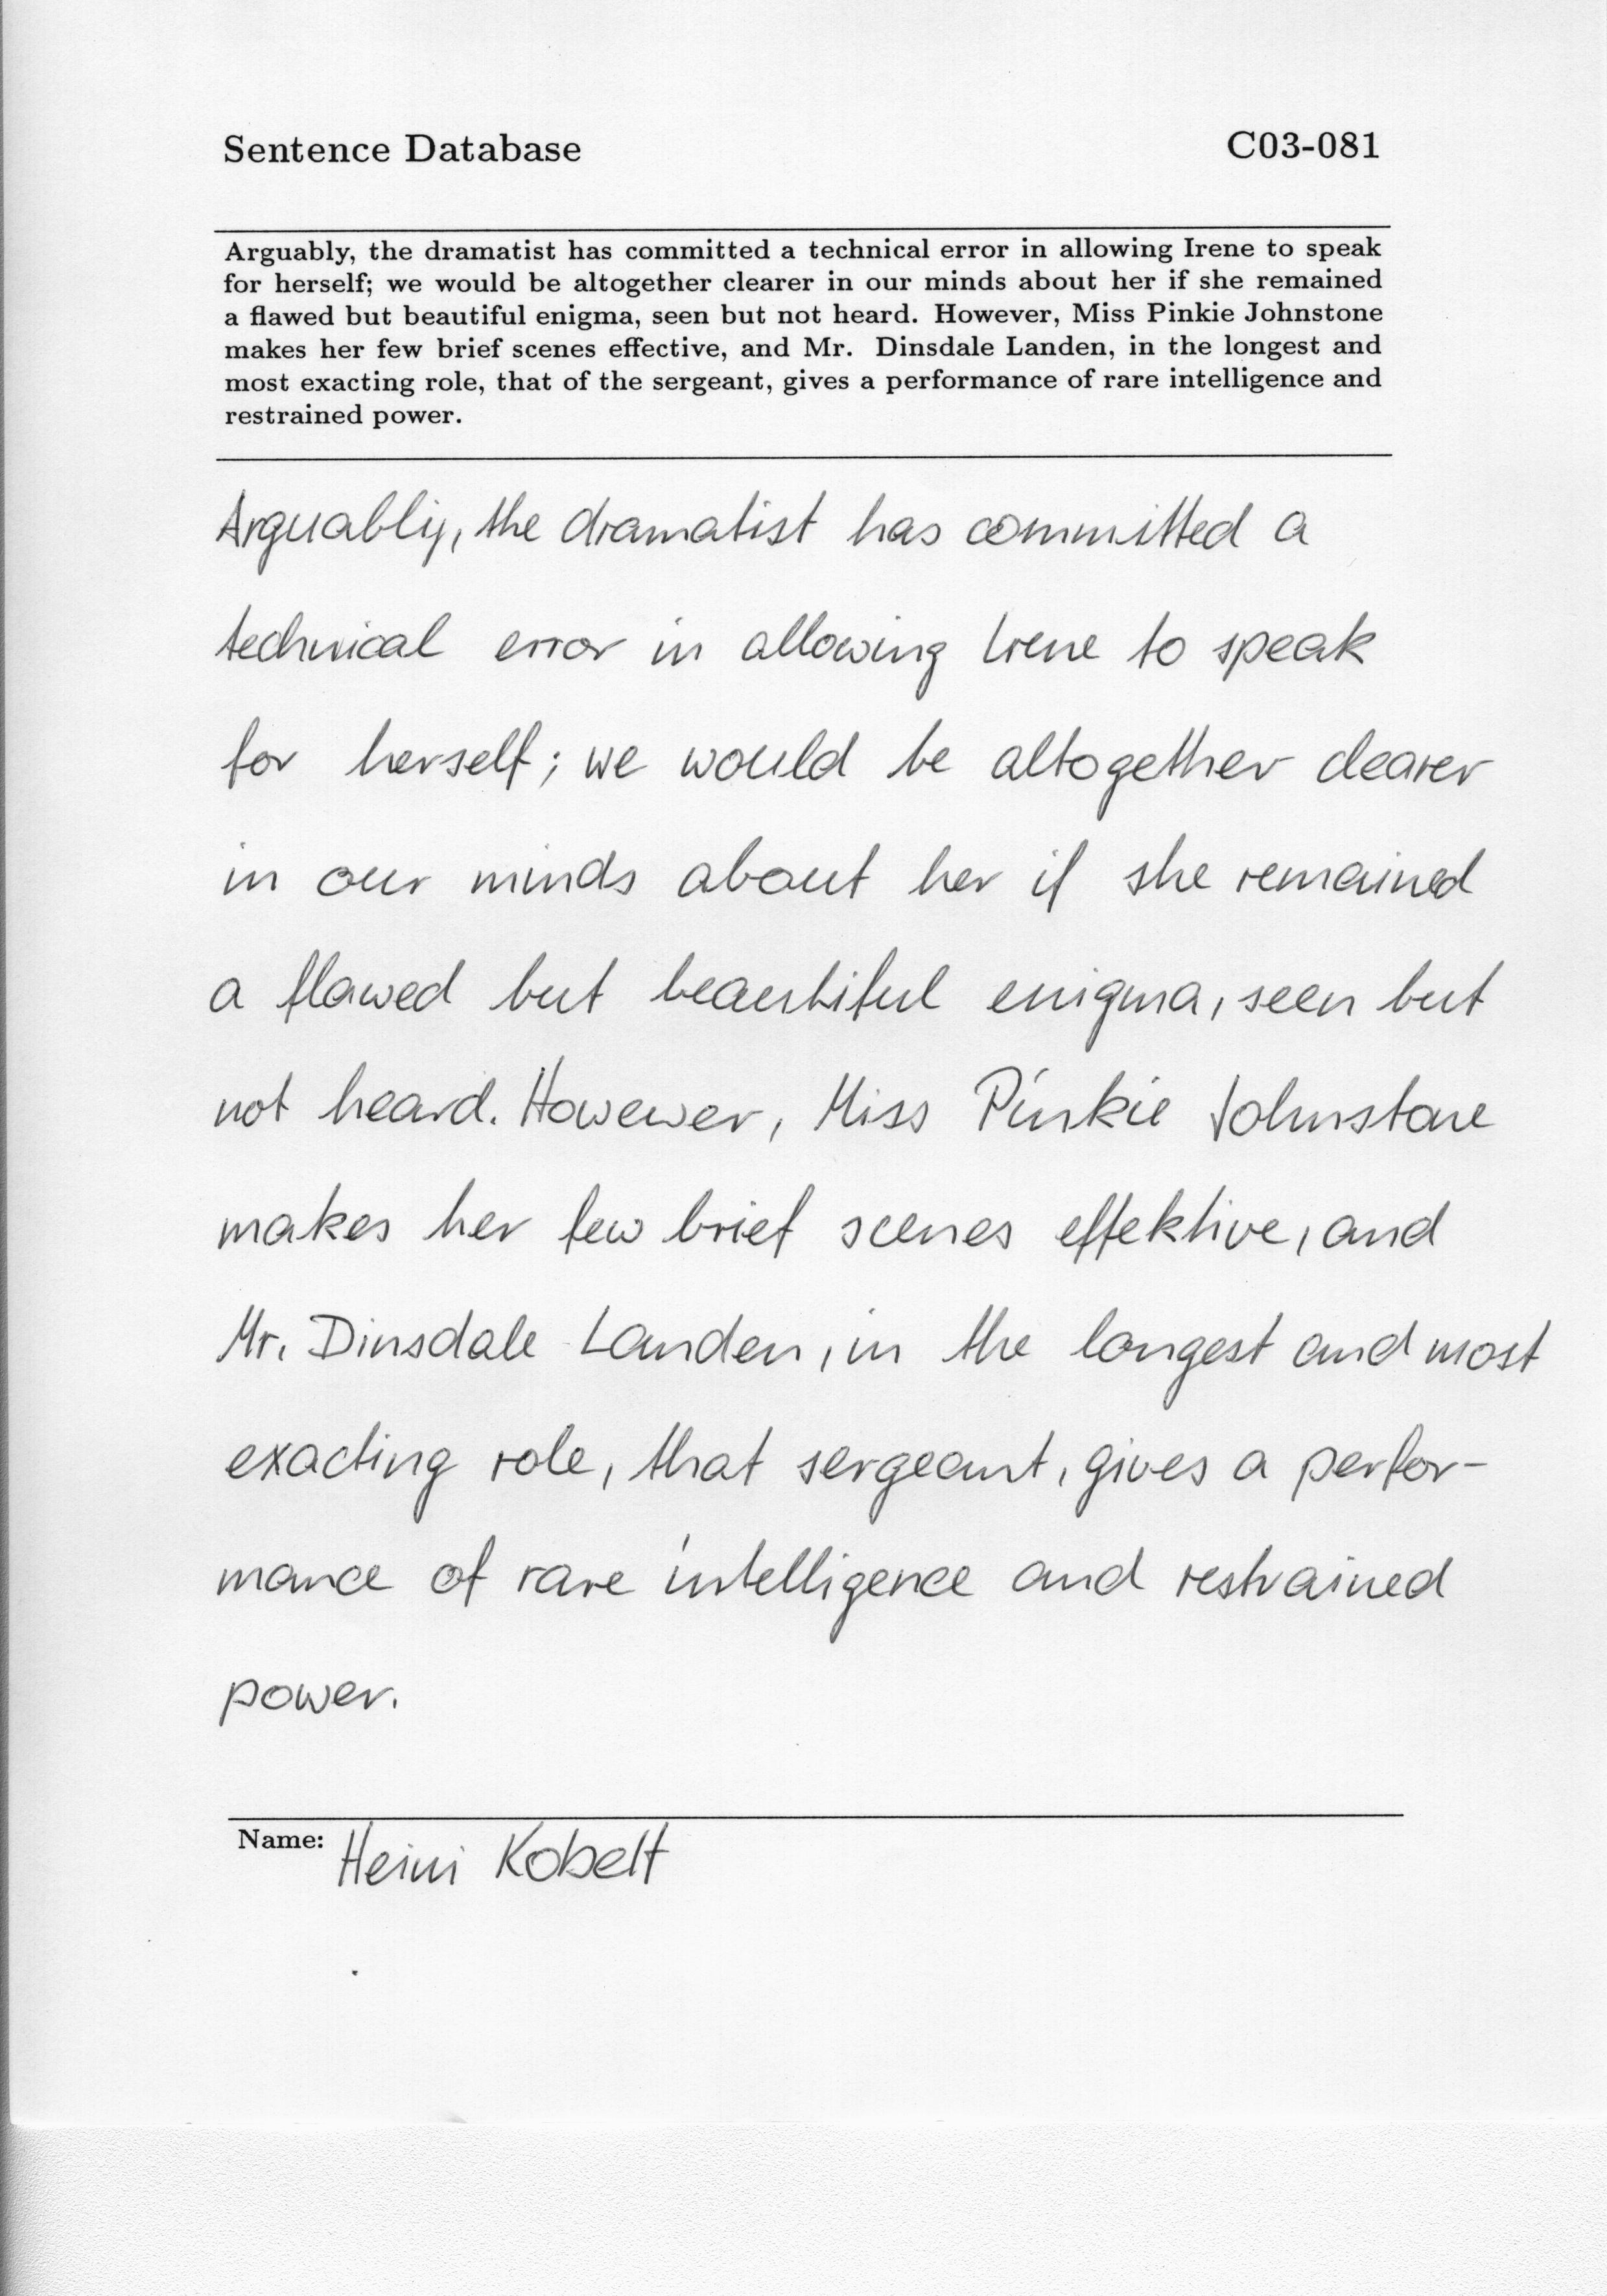 Sentence Database C03-081
Arguably, the dramatist has committed a technical error in allowing Irene to speak
for herself; we would be altogether clearer in our minds about her if she remained
a flawed but beautiful enigma, seen but not heard. However, Miss Pinkie Johnstone
makes her few brief scenes effective, and Mr. Dinsdale Landen, in the longest and
most exacting role, that of the sergeant, gives a performance of rare intelligence and
restrained power.
Arguably, the dramatist has committed a
technical error in allowing Irene to speak
for herself; we would be altogether clearer
in our minds about her if she remained
a flawed but beautiful enigma, seen but
not heard. Howewer, Miss Pinkie Johnstone
makes her few brief scenes effektive, and
Mr. Dinsdale Landen, in the longest and most
exacting role, that sergeant, gives a perfor-
mance of rare intelligence and restrained
power.
Name: Heini Kobelt